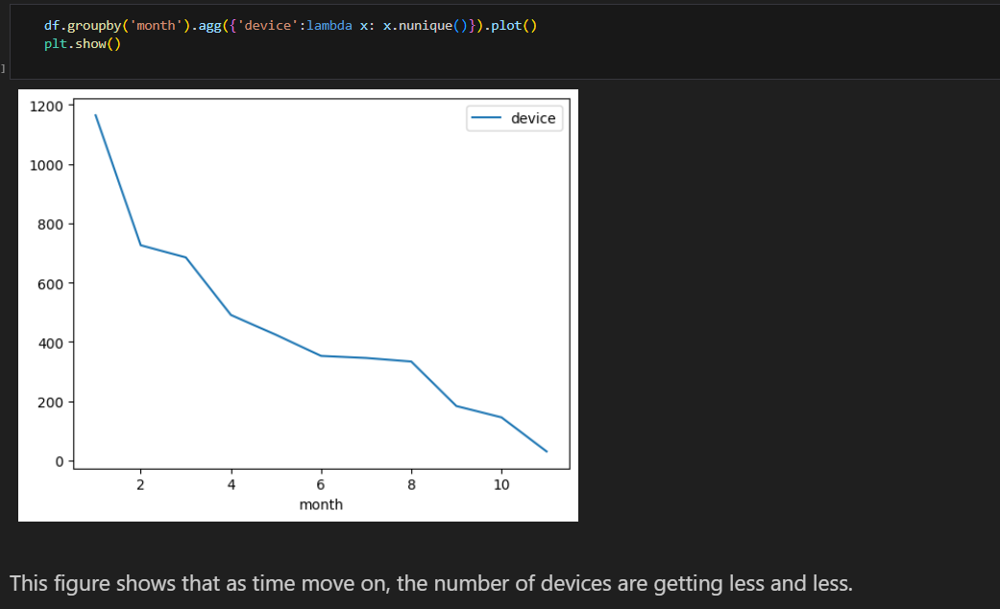 df.groupby('month').agg({'device':lambda x: x.nunique()}).plot()
plt.show()
]
1200
device
1000
800
600
400
200
0
2 4 6 8 10
month
This figure shows that as time move on, the number of devices are getting less and less.